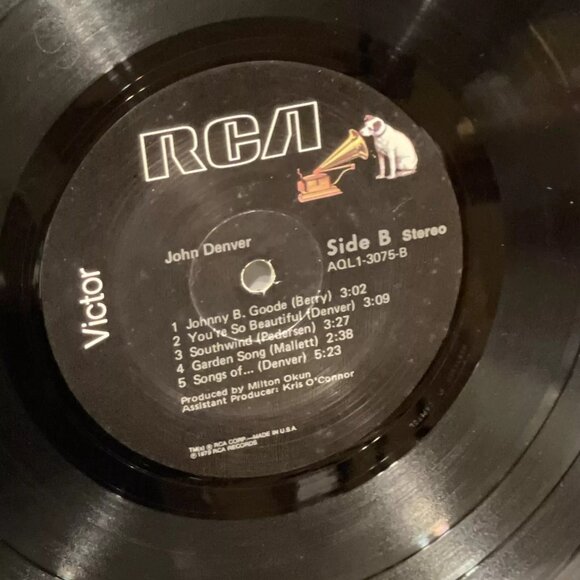 RCA
Victor
John Denver
Side B Stereo
AQL1-3075-B
1 Johnny B. Goode (Berry) 3:02
2 You're So Beautiful (Denver) 3:09
3 Southwind (Pedersen) 3:27
4 Garden Song (Mallett) 2:38
5 Songs of... (Denver) 5:23
Produced by Milton Okun
Assistant Producer: Kris O'Connor
TM(s) ® RCA CORP.—MADE IN U.S.A
℗ 1979 RCA RECORDS